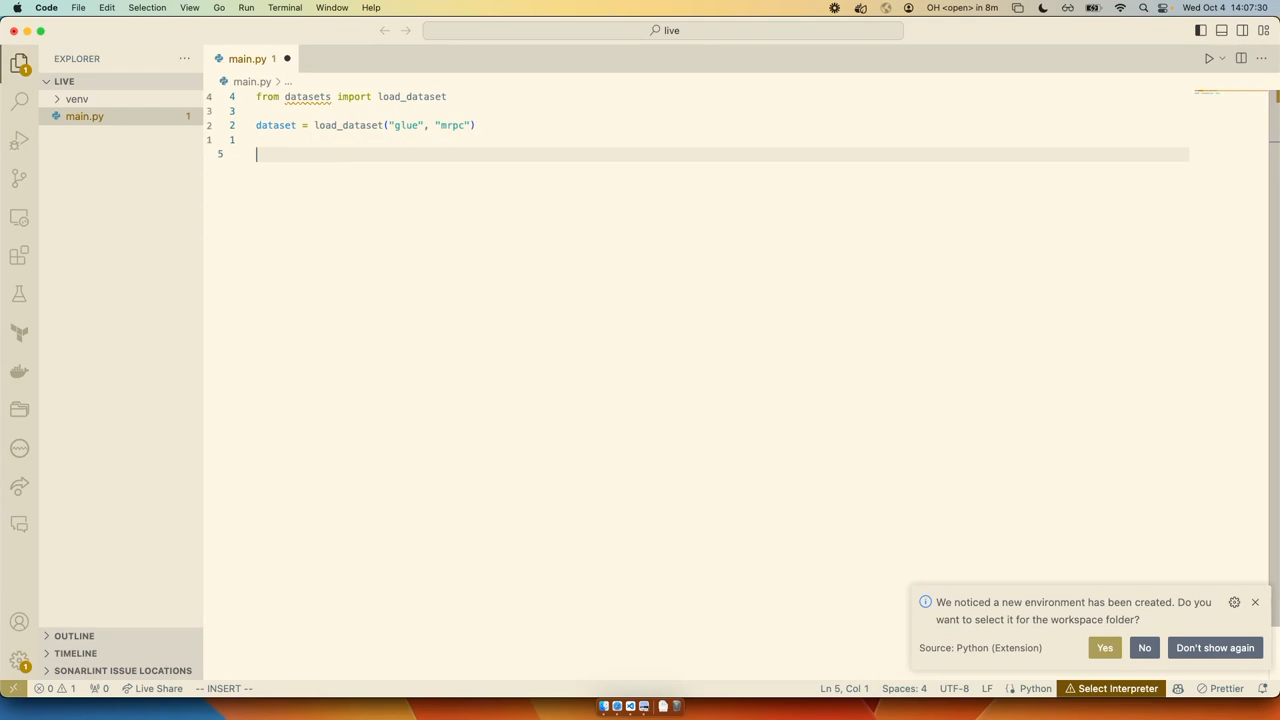 Code File Edit Selection View Go Run Terminal Window Help OH <open> in 8m Wed Oct 4 14:07:30
live
EXPLORER
main.py 1
LIVE
main.py > ...
venv
main.py 1
4 4 from datasets import load_dataset
3 3
2 2 dataset = load_dataset("glue", "mrpc")
1 1
5
We noticed a new environment has been created. Do you
want to select it for the workspace folder?
Source: Python (Extension) Yes No Don't show again
OUTLINE
TIMELINE
SONARLINT ISSUE LOCATIONS
1
1
0 1 0 Live Share -- INSERT -- Ln 5, Col 1 Spaces: 4 UTF-8 LF Python Select Interpreter Prettier